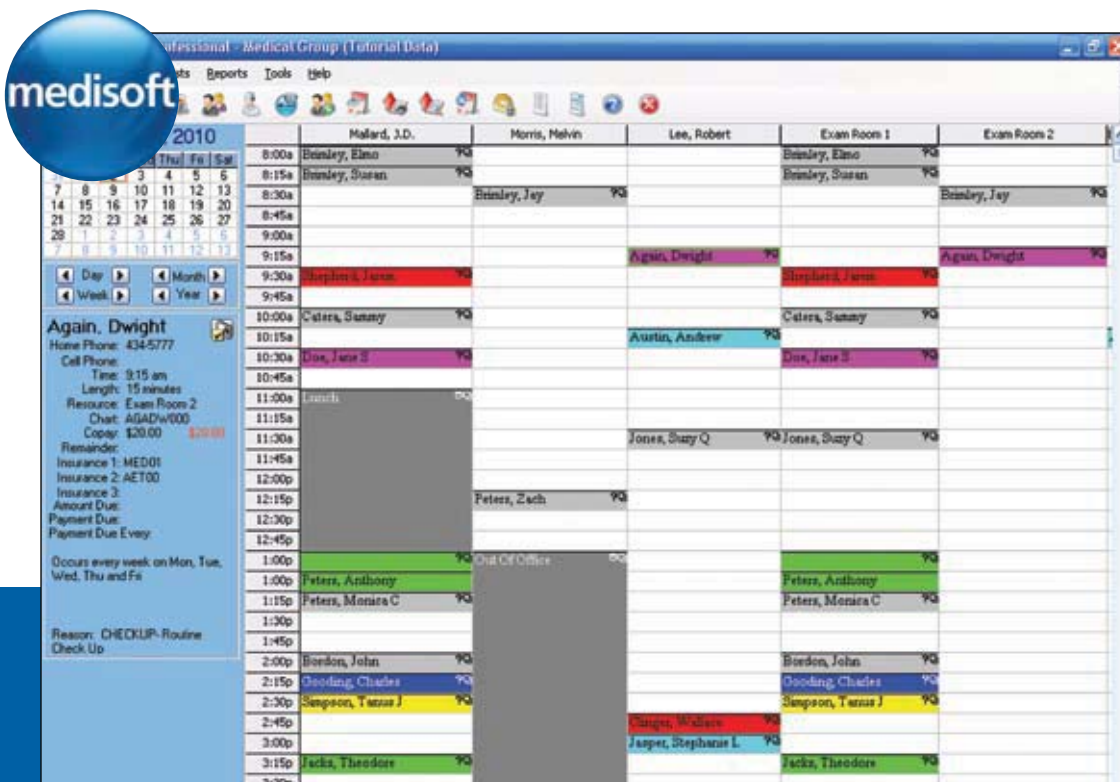 medisoft
ofessional - Medical Group (Tutorial Data)
sts Reports Tools Help
2010
Mallard, J.D. Morris, Melvin Lee, Robert Exam Room 1 Exam Room 2
Thu Fri Sat
3 4 5 6
7 8 9 10 11 12 13
14 15 16 17 18 19 20
21 22 23 24 25 26 27
28 1 2 3 4 5 6
7 8 9 10 11 12 13
Day Month
Week Year
Again, Dwight
Home Phone: 434-5777
Cell Phone:
Time: 9:15 am
Length: 15 minutes
Resource: Exam Room 2
Chart: AGADW000
Copay: $20.00 $20.00
Remainder:
Insurance 1: MED01
Insurance 2: AET00
Insurance 3:
Amount Due:
Payment Due:
Payment Due Every:
Occurs every week on Mon, Tue,
Wed, Thu and Fri
Reason: CHECKUP-Routine
Check Up
8:00a Brimley, Elmo Brimley, Elmo
8:15a Brimley, Susan Brimley, Susan
8:30a Brimley, Jay Brimley, Jay
8:45a
9:00a
9:15a Again, Dwight Again, Dwight
9:30a Shepherd, Jarem Shepherd, Jarem
9:45a
10:00a Catera, Sammy Catera, Sammy
10:15a Austin, Andrew
10:30a Doe, Jane S Doe, Jane S
10:45a
11:00a Lunch
11:15a
11:30a Jones, Suzy Q Jones, Suzy Q
11:45a
12:00p
12:15p Peters, Zach
12:30p
12:45p
1:00p Out Of Office
1:00p Peters, Anthony Peters, Anthony
1:15p Peters, Monica C Peters, Monica C
1:30p
1:45p
2:00p Bordon, John Bordon, John
2:15p Gooding, Charles Gooding, Charles
2:30p Simpson, Tanus J Simpson, Tanus J
2:45p Clinger, Wallace
3:00p Jasper, Stephanie L
3:15p Jacks, Theodore Jacks, Theodore